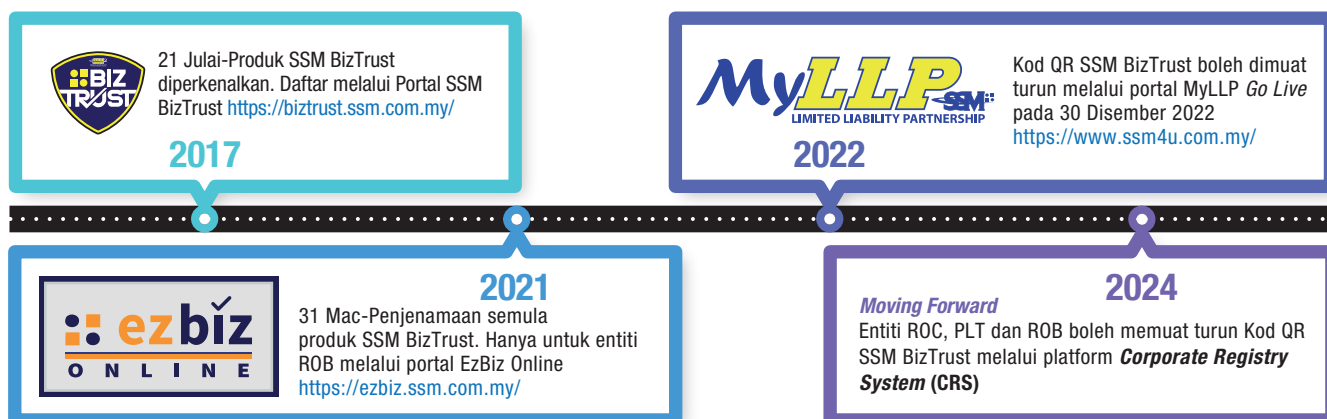 BIZ
TRUST
21 Julai-Produk SSM BizTrust
diperkenalkan. Daftar melalui Portal SSM
BizTrust https://biztrust.ssm.com.my/
2017
MyLLP SSM
LIMITED LIABILITY PARTNERSHIP
Kod QR SSM BizTrust boleh dimuat
turun melalui portal MyLLP Go Live
pada 30 Disember 2022
https://www.ssm4u.com.my/
2022
ezbiz
ONLINE
2021
31 Mac-Penjenamaan semula
produk SSM BizTrust. Hanya untuk entiti
ROB melalui portal EzBiz Online
https://ezbiz.ssm.com.my/
2024
Moving Forward
Entiti ROC, PLT dan ROB boleh memuat turun Kod QR
SSM BizTrust melalui platform Corporate Registry
System (CRS)